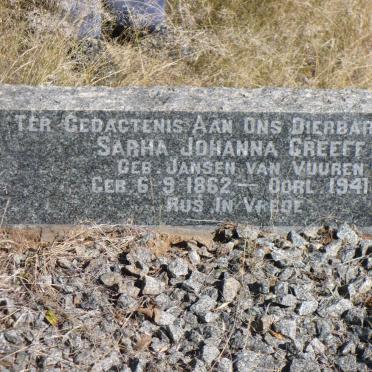 TER GEDAGTENIS AAN ONS DIERBAR
SARHA JOHANNA GREEFF
GEB. JANSEN VAN VUUREN
GEB. 6-9-1862 — OORL. 1941
RUS IN VREDE